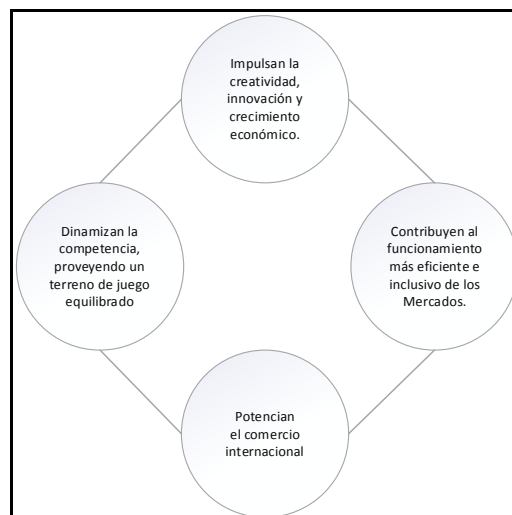 Impulsan la
creatividad,
innovación y
crecimiento
económico.
Dinamizan la
competencia,
proveyendo un
terreno de juego
equilibrado
Contribuyen al
funcionamiento
más eficiente e
inclusivo de los
Mercados.
Potencian
el comercio
internacional